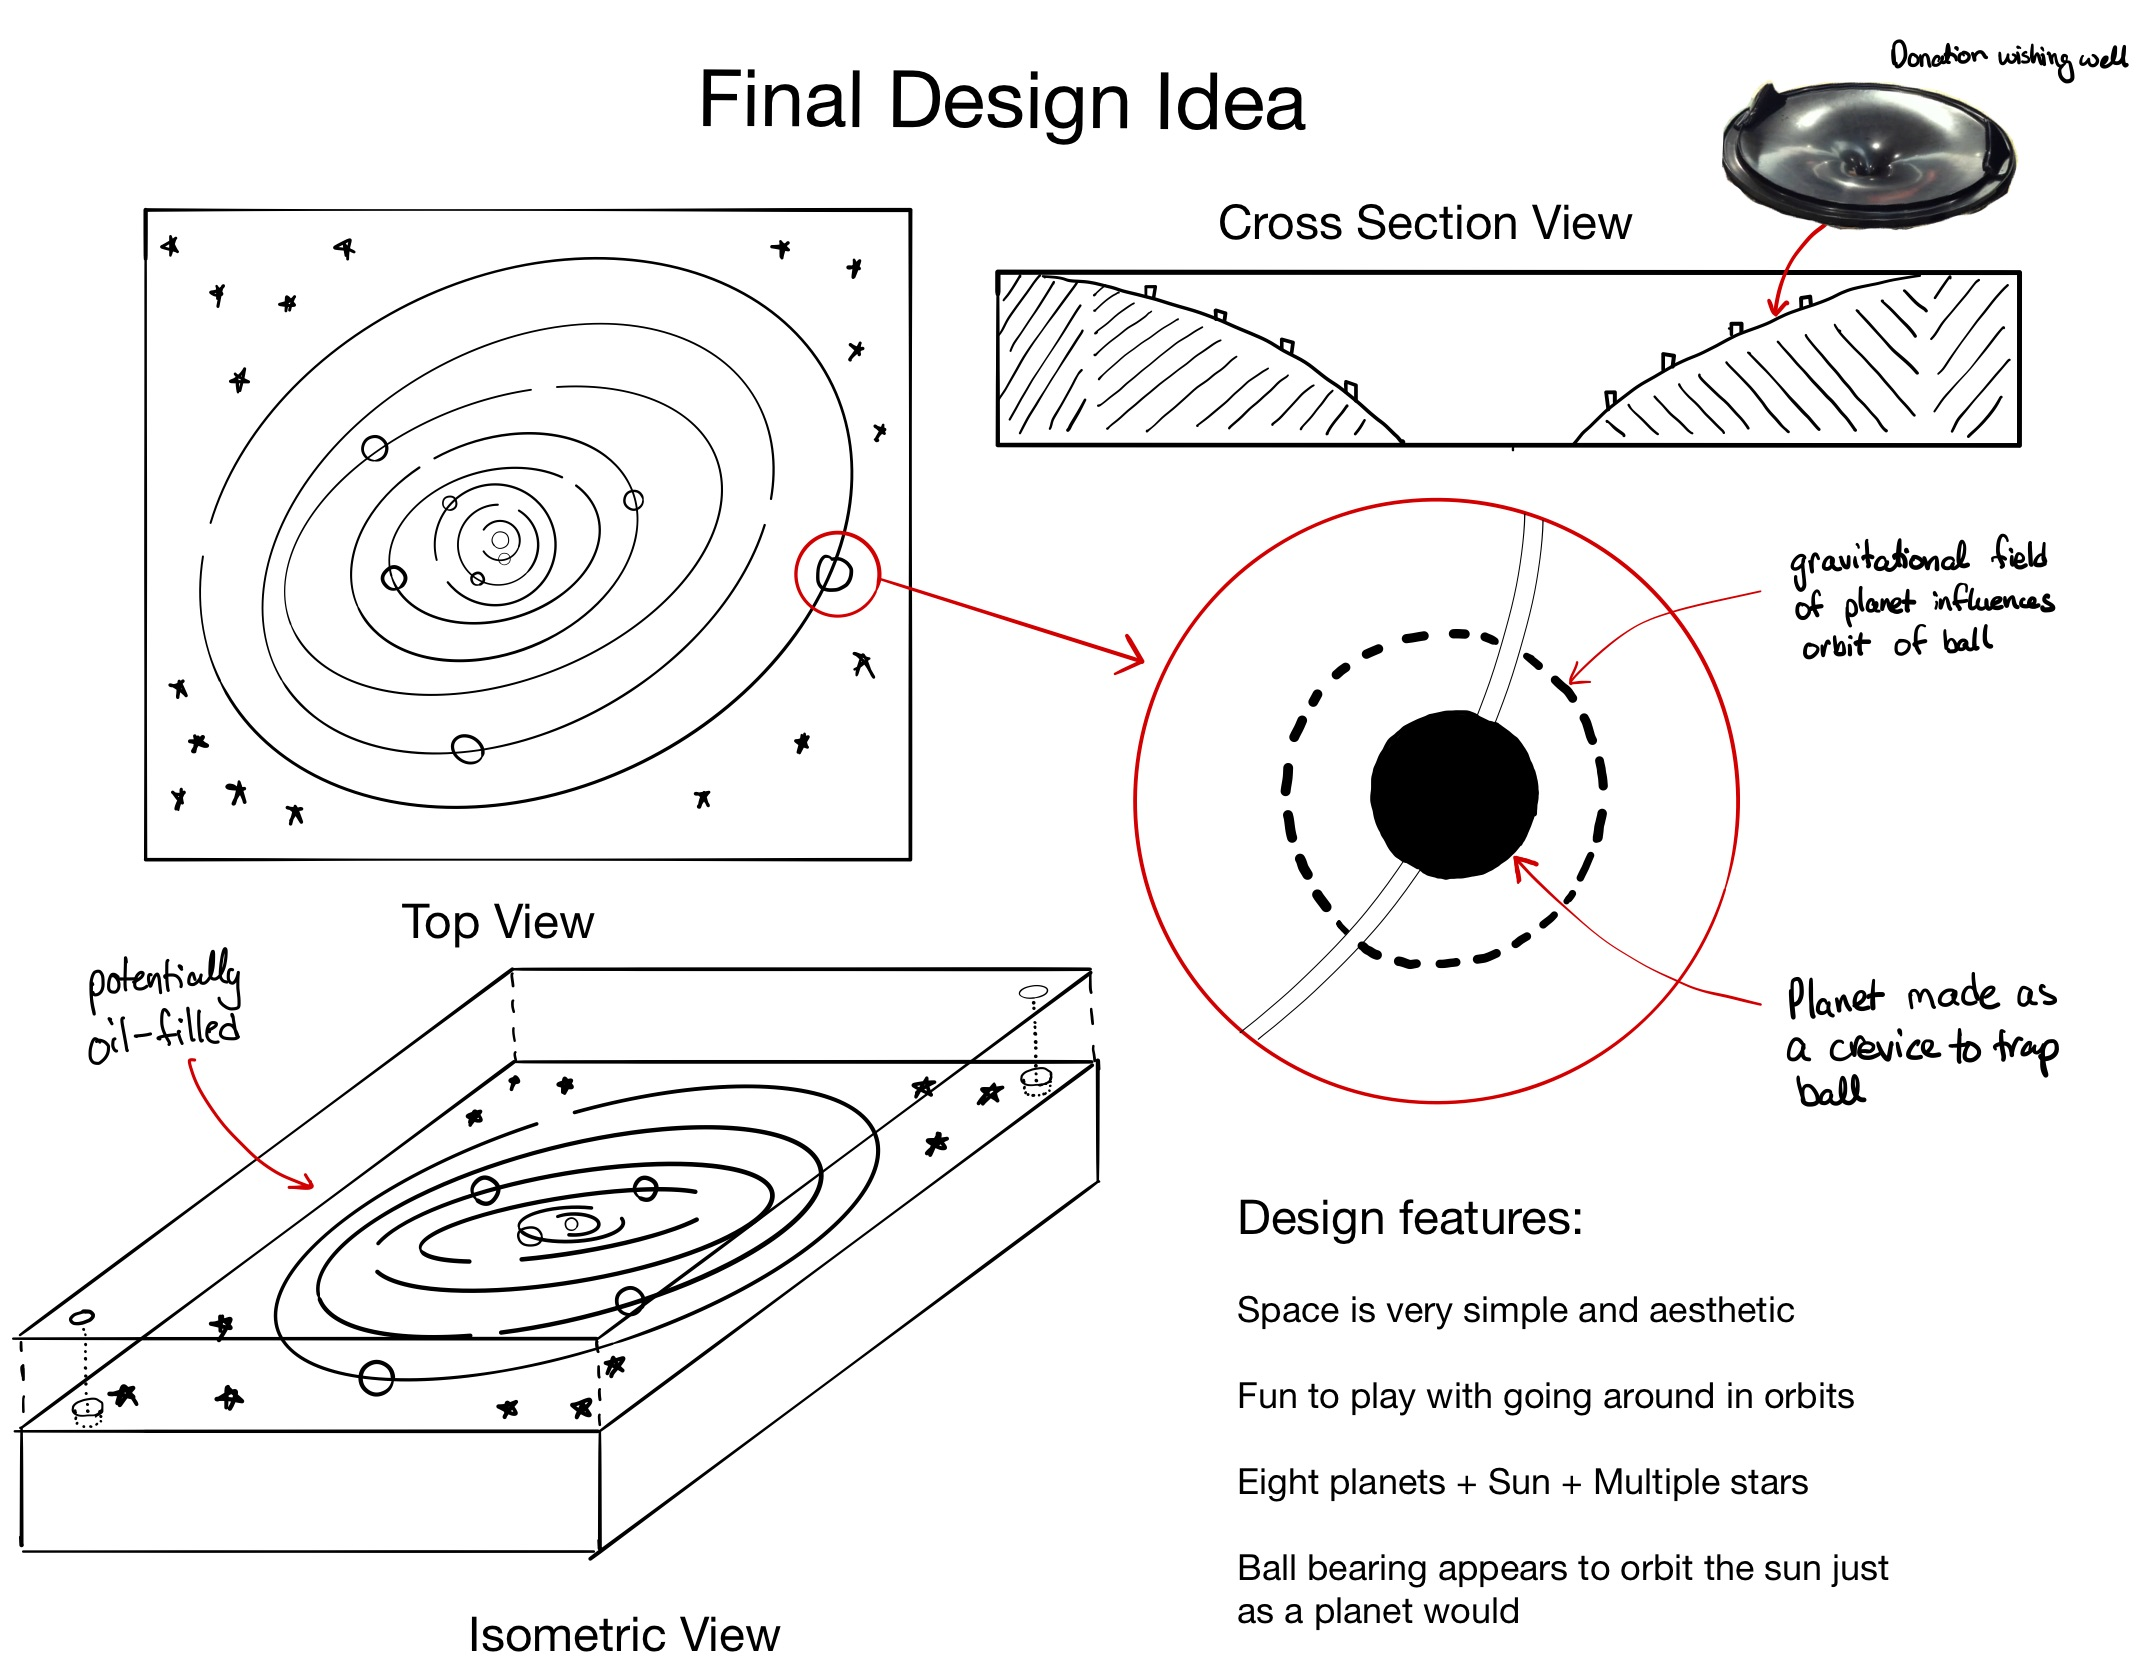 Final Design Idea
Donation wishing well
Cross Section View
gravitational field
of planet influences
orbit of ball
Top View
potentially
oil-filled
Planet made as
a crevice to trap
ball
Design features:
Space is very simple and aesthetic
Fun to play with going around in orbits
Eight planets + Sun + Multiple stars
Ball bearing appears to orbit the sun just
as a planet would
Isometric View